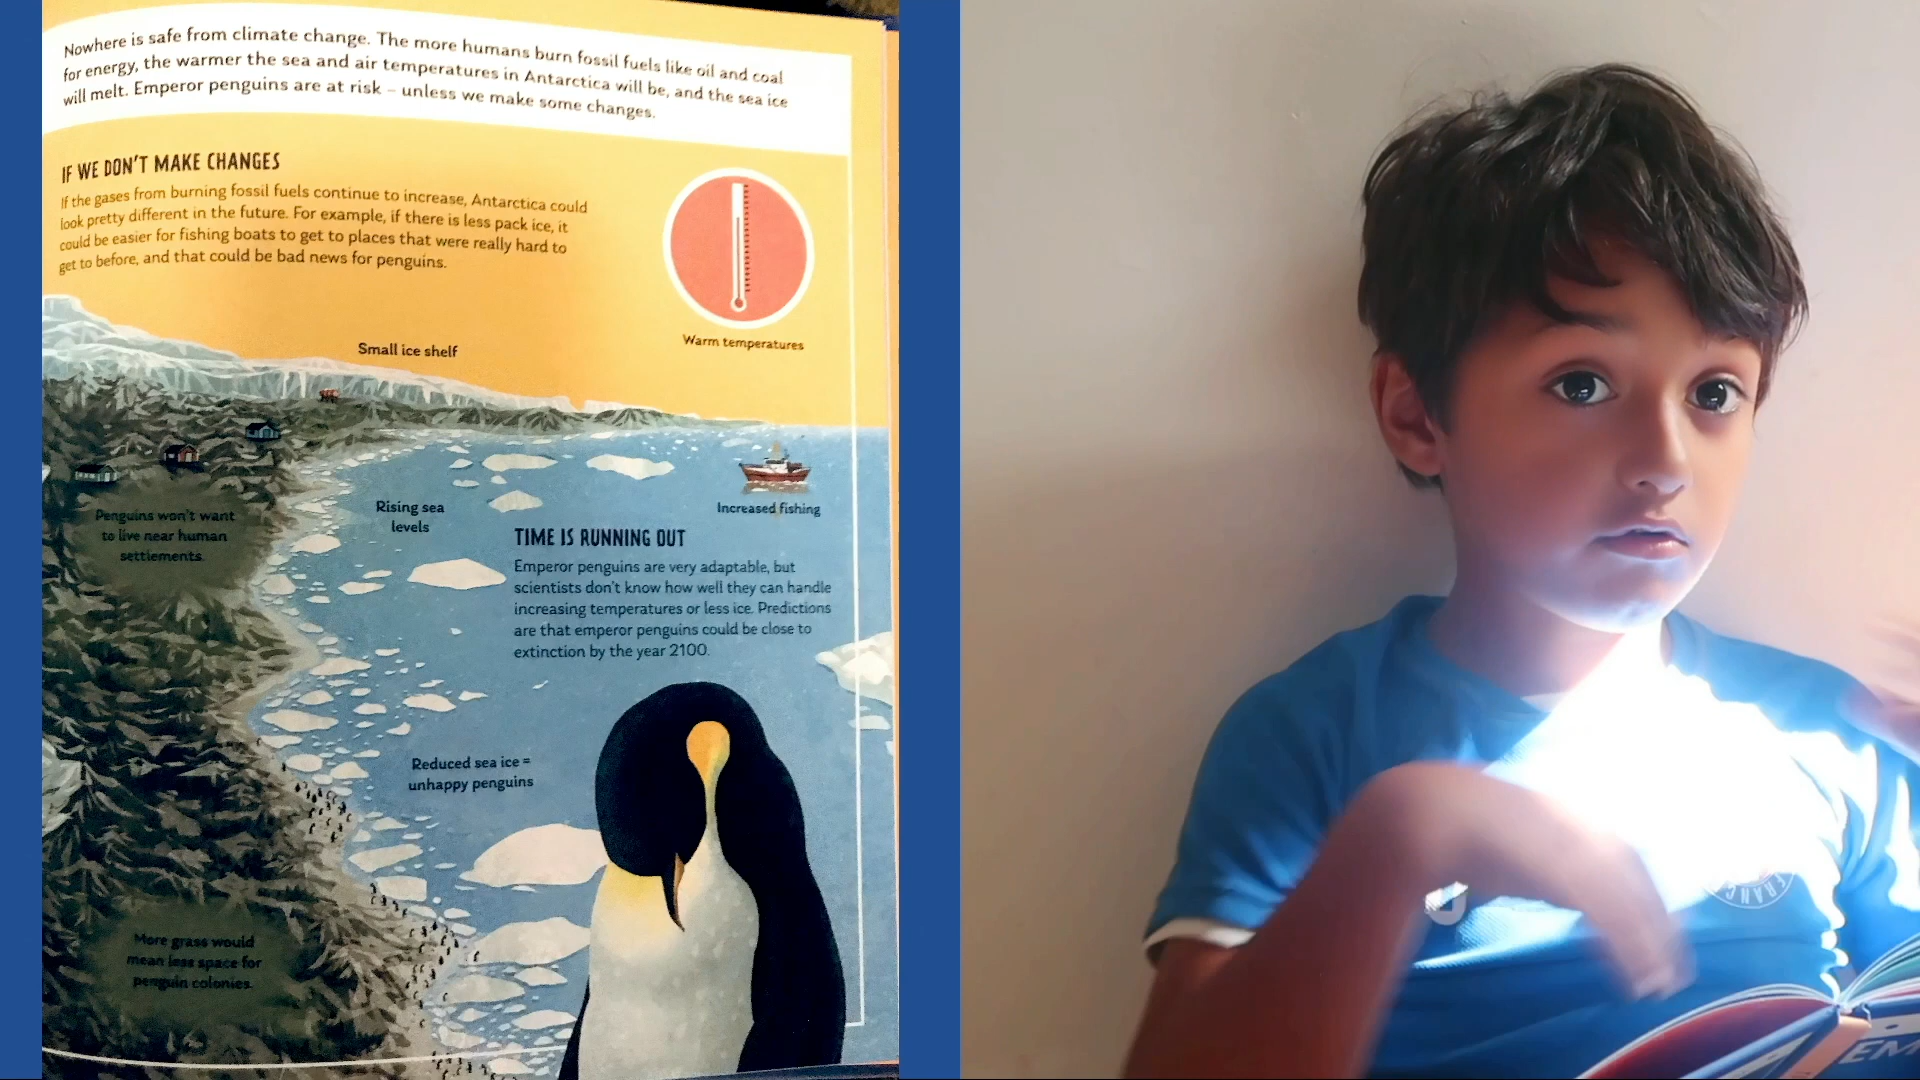 Nowhere is safe from climate change. The more humans burn fossil fuels like oil and coal
for energy, the warmer the sea and air temperatures in Antarctica will be, and the sea ice
will melt. Emperor penguins are at risk – unless we make some changes.
IF WE DON'T MAKE CHANGES
If the gases from burning fossil fuels continue to increase, Antarctica could
look pretty different in the future. For example, if there is less pack ice, it
could be easier for fishing boats to get to places that were really hard to
get to before, and that could be bad news for penguins.
Warm temperatures
Small ice shelf
Penguins won't want
to live near human
settlements.
Rising sea
levels
Increased fishing
TIME IS RUNNING OUT
Emperor penguins are very adaptable, but
scientists don't know how well they can handle
increasing temperatures or less ice. Predictions
are that emperor penguins could be close to
extinction by the year 2100.
Reduced sea ice =
unhappy penguins
More grass would
mean less space for
penguin colonies.
FRANC
EM